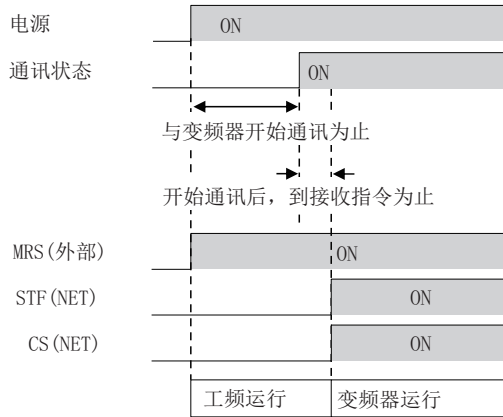 电源
ON
通讯状态
ON
与变频器开始通讯为止
开始通讯后，到接收指令为止
MRS(外部)
ON
STF(NET)
ON
CS(NET)
ON
工频运行
变频器运行